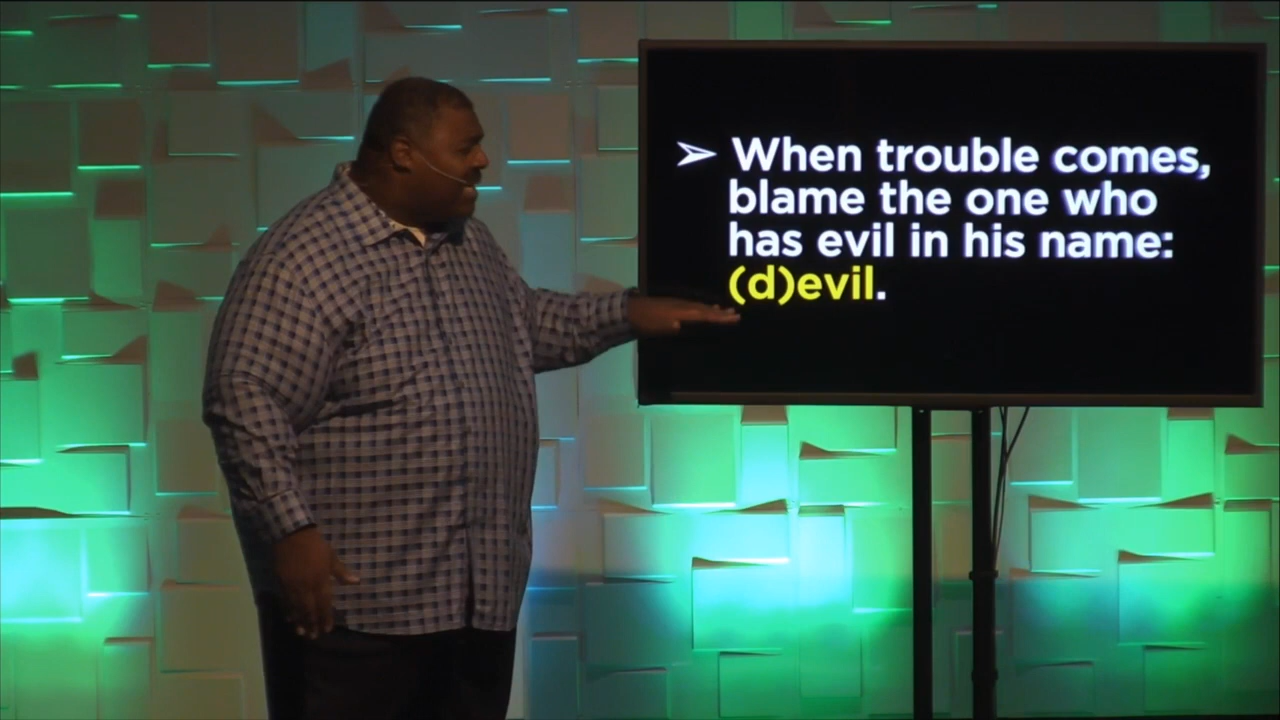 ➢ When trouble comes,
blame the one who
has evil in his name:
(d)evil.